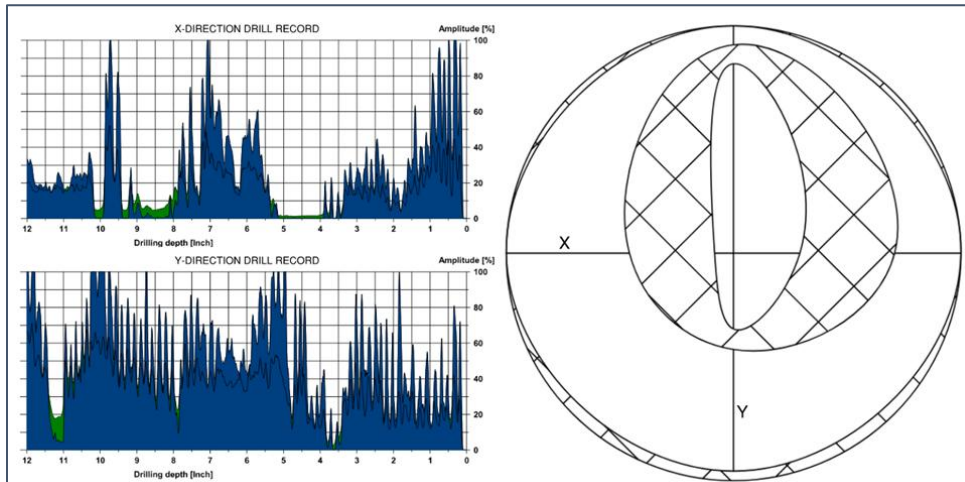 X-DIRECTION DRILL RECORD
Amplitude [%]
100
80
60
40
20
0
12 11 10 9 8 7 6 5 4 3 2 1 0
Drilling depth [Inch]
Y-DIRECTION DRILL RECORD
Amplitude [%]
100
80
60
40
20
0
12 11 10 9 8 7 6 5 4 3 2 1 0
Drilling depth [Inch]
X
Y